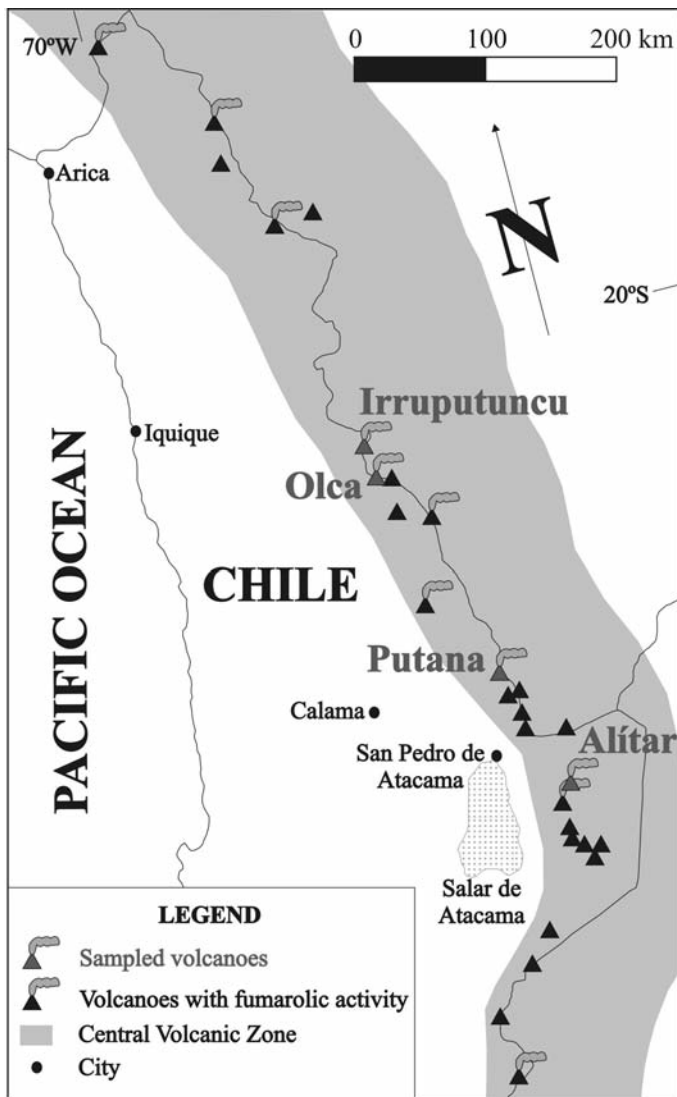 70ºW
0 100 200 km
Arica
N
20ºS
Irruputuncu
Iquique
Olca
PACIFIC OCEAN
CHILE
Putana
Calama
Alítar
San Pedro de
Atacama
Salar de
Atacama
LEGEND
Sampled volcanoes
Volcanoes with fumarolic activity
Central Volcanic Zone
City